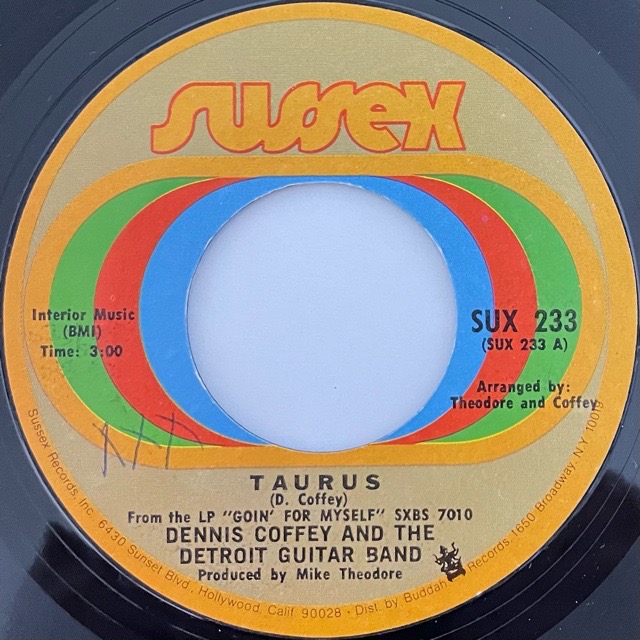 sussex
Interior Music
(BMI)
Time: 3:00
SUX 233
(SUX 233 A)
Arranged by:
Theodore and Coffey
TAURUS
(D. Coffey)
From the LP "GOIN' FOR MYSELF" SXBS 7010
DENNIS COFFEY AND THE
DETROIT GUITAR BAND
Produced by Mike Theodore
Sussex Records, Inc. 6430 Sunset Blvd., Hollywood, Calif. 90028 · Dist. by Buddah Records, 1650 Broadway, N.Y. 10019